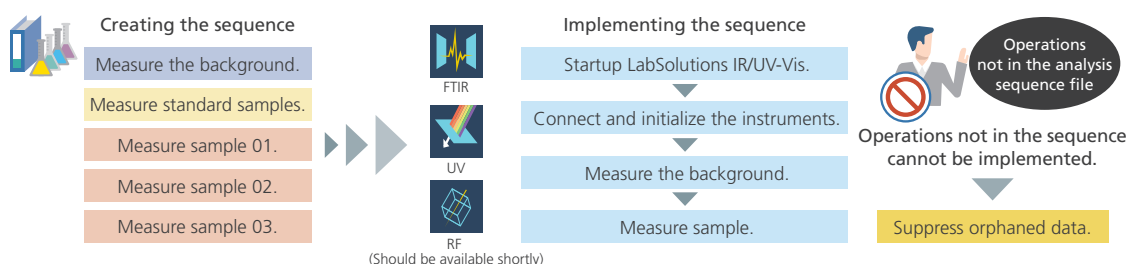 Creating the sequence
Measure the background.
Measure standard samples.
Measure sample 01.
Measure sample 02.
Measure sample 03.
FTIR
UV
RF
(Should be available shortly)
Implementing the sequence
Startup LabSolutions IR/UV-Vis.
Connect and initialize the instruments.
Measure the background.
Measure sample.
Operations
not in the analysis
sequence file
Operations not in the sequence
cannot be implemented.
Suppress orphaned data.